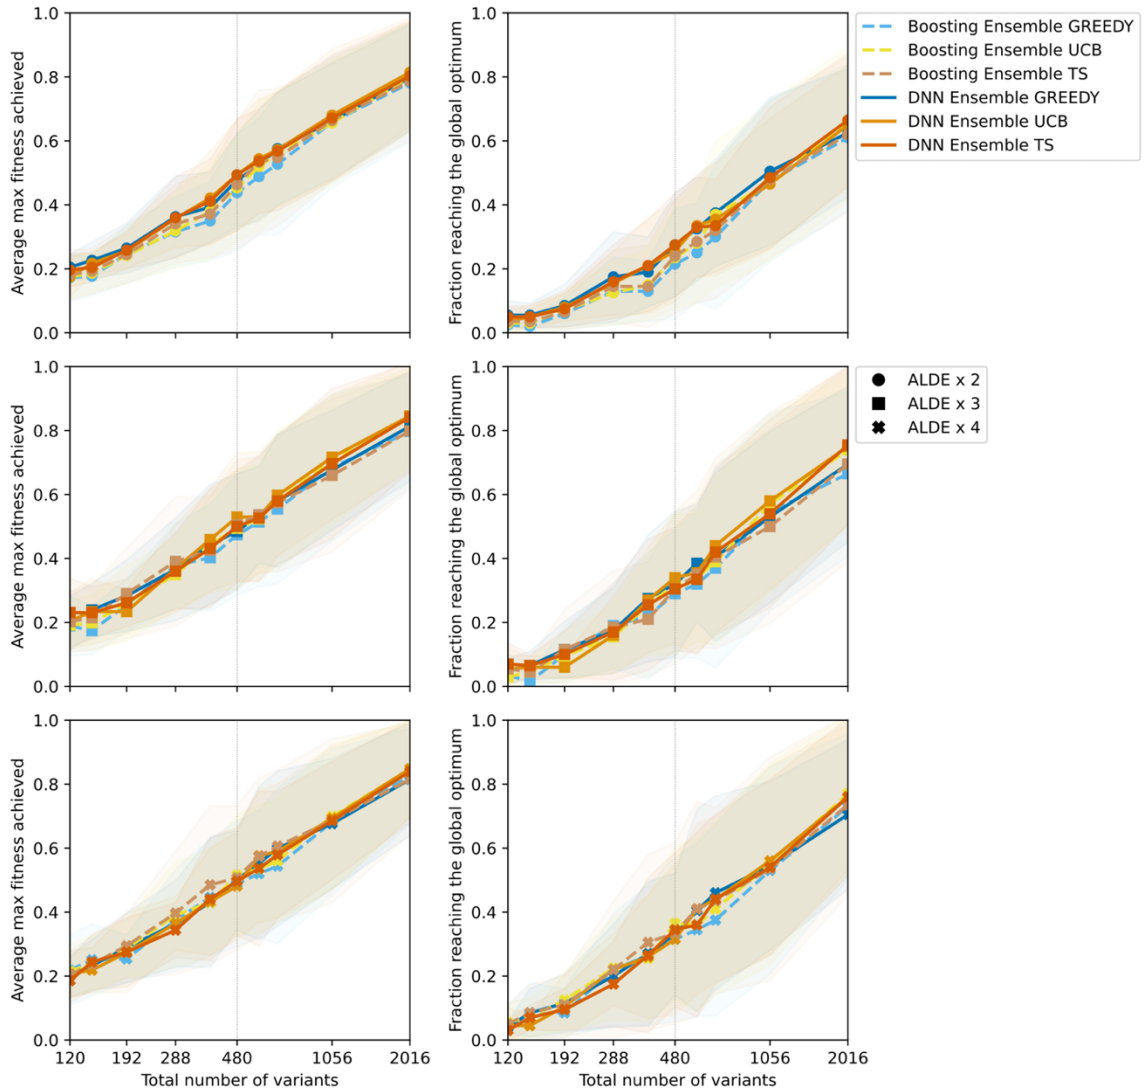 1.0
0.8
0.6
0.4
0.2
0.0
Average max fitness achieved
1.0
0.8
0.6
0.4
0.2
0.0
Fraction reaching the global optimum
Boosting Ensemble GREEDY
Boosting Ensemble UCB
Boosting Ensemble TS
DNN Ensemble GREEDY
DNN Ensemble UCB
DNN Ensemble TS
1.0
0.8
0.6
0.4
0.2
0.0
Average max fitness achieved
1.0
0.8
0.6
0.4
0.2
0.0
Fraction reaching the global optimum
ALDE x 2
ALDE x 3
ALDE x 4
1.0
0.8
0.6
0.4
0.2
0.0
Average max fitness achieved
120 192 288 480 1056 2016
Total number of variants
1.0
0.8
0.6
0.4
0.2
0.0
Fraction reaching the global optimum
120 192 288 480 1056 2016
Total number of variants